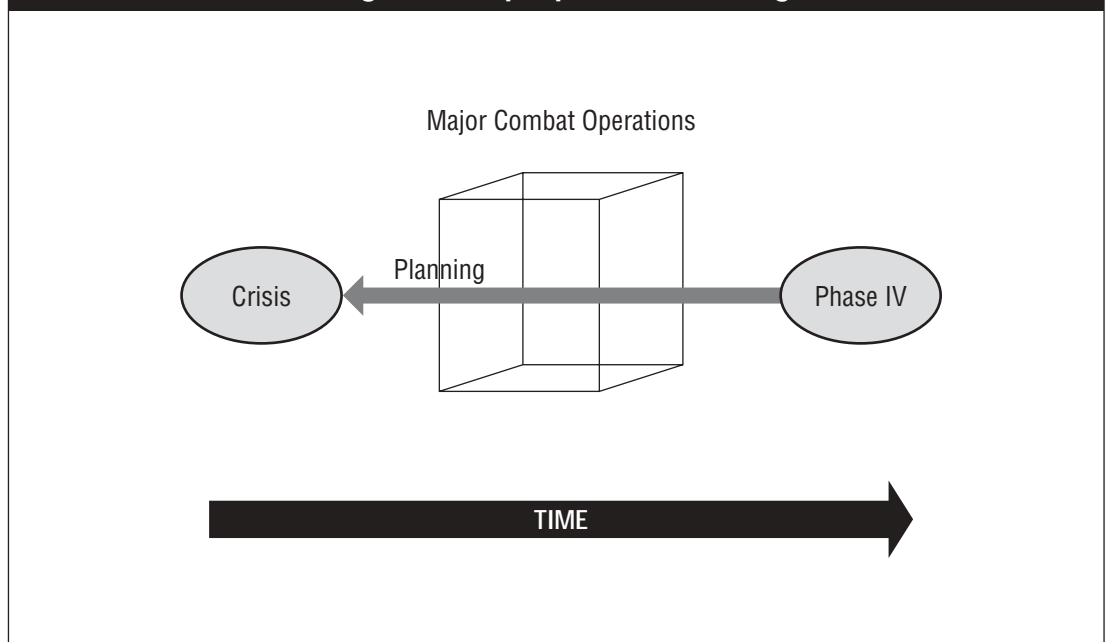 Major Combat Operations
Planning
Crisis
Phase IV
TIME